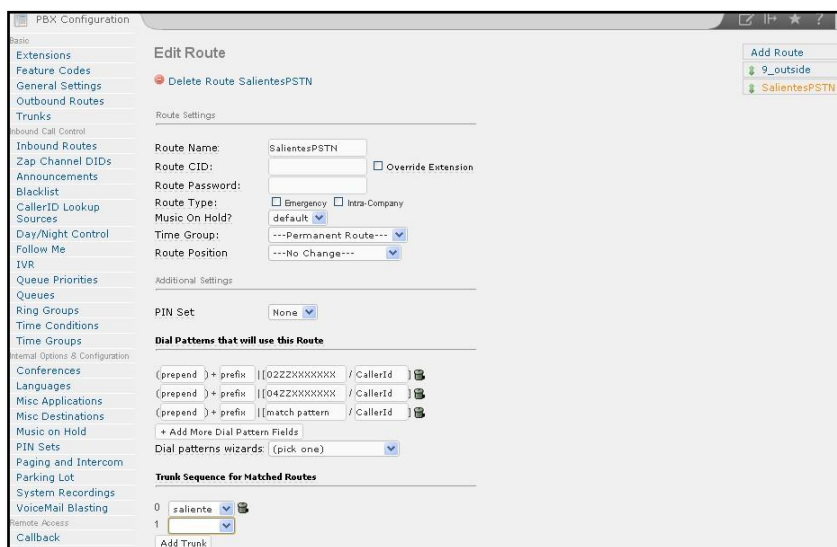 PBX Configuration
Basic
Extensions
Feature Codes
General Settings
Outbound Routes
Trunks
Inbound Call Control
Inbound Routes
Zap Channel DIDs
Announcements
Blacklist
CallerID Lookup
Sources
Day/Night Control
Follow Me
IVR
Queue Priorities
Queues
Ring Groups
Time Conditions
Time Groups
Internal Options & Configuration
Conferences
Languages
Misc Applications
Misc Destinations
Music on Hold
PIN Sets
Paging and Intercom
Parking Lot
System Recordings
VoiceMail Blasting
Remote Access
Callback
Edit Route
Delete Route SalientesPSTN
Route Settings
Route Name: SalientesPSTN
Route CID: Override Extension
Route Password:
Route Type: Emergency Intra-Company
Music On Hold? default
Time Group: ---Permanent Route---
Route Position ---No Change---
Additional Settings
PIN Set None
Dial Patterns that will use this Route
(prepend) + prefix |[02ZZXXXXXXX / CallerId ]
(prepend) + prefix |[04ZZXXXXXXX / CallerId ]
(prepend) + prefix |[match pattern / CallerId ]
+ Add More Dial Pattern Fields
Dial patterns wizards: (pick one)
Trunk Sequence for Matched Routes
0 saliente
1
Add Trunk
Add Route
9_outside
SalientesPSTN